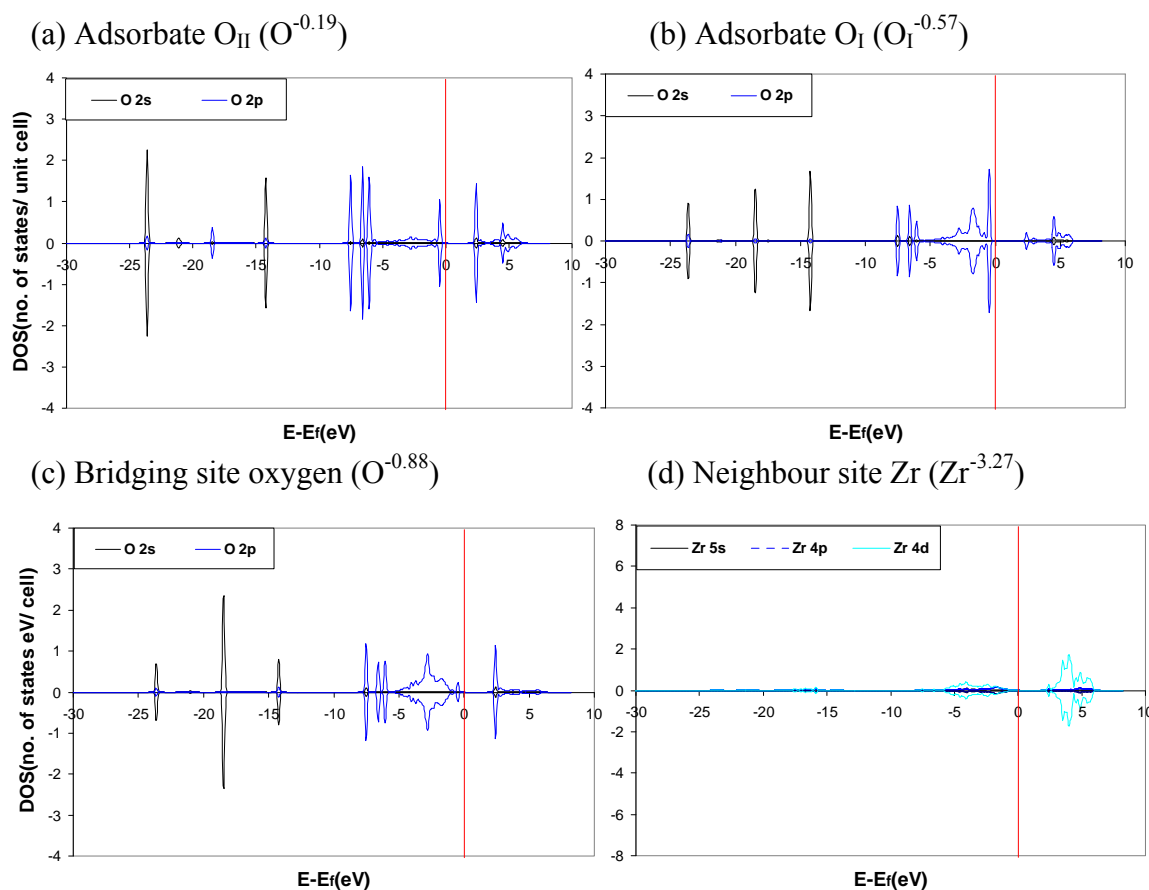 (a) Adsorbate O_II (O^-0.19)
(b) Adsorbate O_I (O_I^-0.57)
DOS(no. of states/ unit cell)
4
3
2
1
0
-1
-2
-3
-4
-30 -25 -20 -15 -10 -5 0 5 10
O 2s O 2p
E-Ef(eV)
4
3
2
1
0
-1
-2
-3
-4
-30 -25 -20 -15 -10 -5 0 5 10
O 2s O 2p
E-Ef(eV)
(c) Bridging site oxygen (O^-0.88)
(d) Neighbour site Zr (Zr^-3.27)
DOS(no. of states eV/ cell)
4
3
2
1
0
-1
-2
-3
-4
-30 -25 -20 -15 -10 -5 0 5 10
O 2s O 2p
E-Ef(eV)
8
6
4
2
0
-2
-4
-6
-8
-30 -25 -20 -15 -10 -5 0 5 10
Zr 5s Zr 4p Zr 4d
E-Ef(eV)